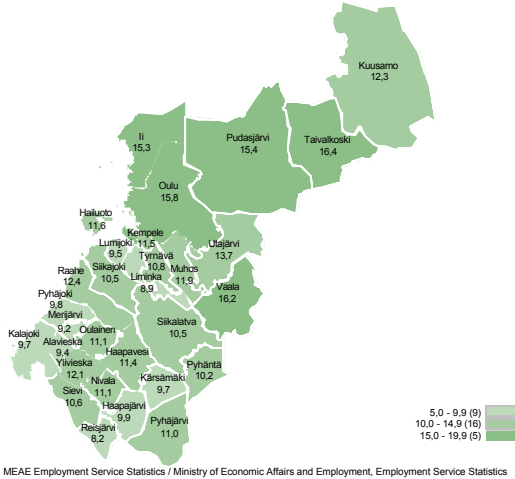 Kuusamo
12,3
Ii
15,3
Pudasjärvi
15,4
Taivalkoski
16,4
Oulu
15,8
Hailuoto
11,6
Kempele
11,5
Lumijoki
9,5
Tyrnävä
10,8
Utajärvi
13,7
Raahe
12,4
Siikajoki
10,5
Liminka
8,9
Muhos
11,9
Vaala
16,2
Pyhäjoki
9,8
Merijärvi
9,2
Oulainen
11,1
Siikalatva
10,5
Kalajoki
9,7
Alavieska
9,4
Haapavesi
11,4
Ylivieska
12,1
Pyhäntä
10,2
Nivala
11,1
Kärsämäki
9,7
Sievi
10,6
Haapajärvi
9,9
Pyhäjärvi
11,0
Reisjärvi
8,2
5,0 - 9,9 (9)
10,0 - 14,9 (16)
15,0 - 19,9 (5)
MEAE Employment Service Statistics / Ministry of Economic Affairs and Employment, Employment Service Statistics